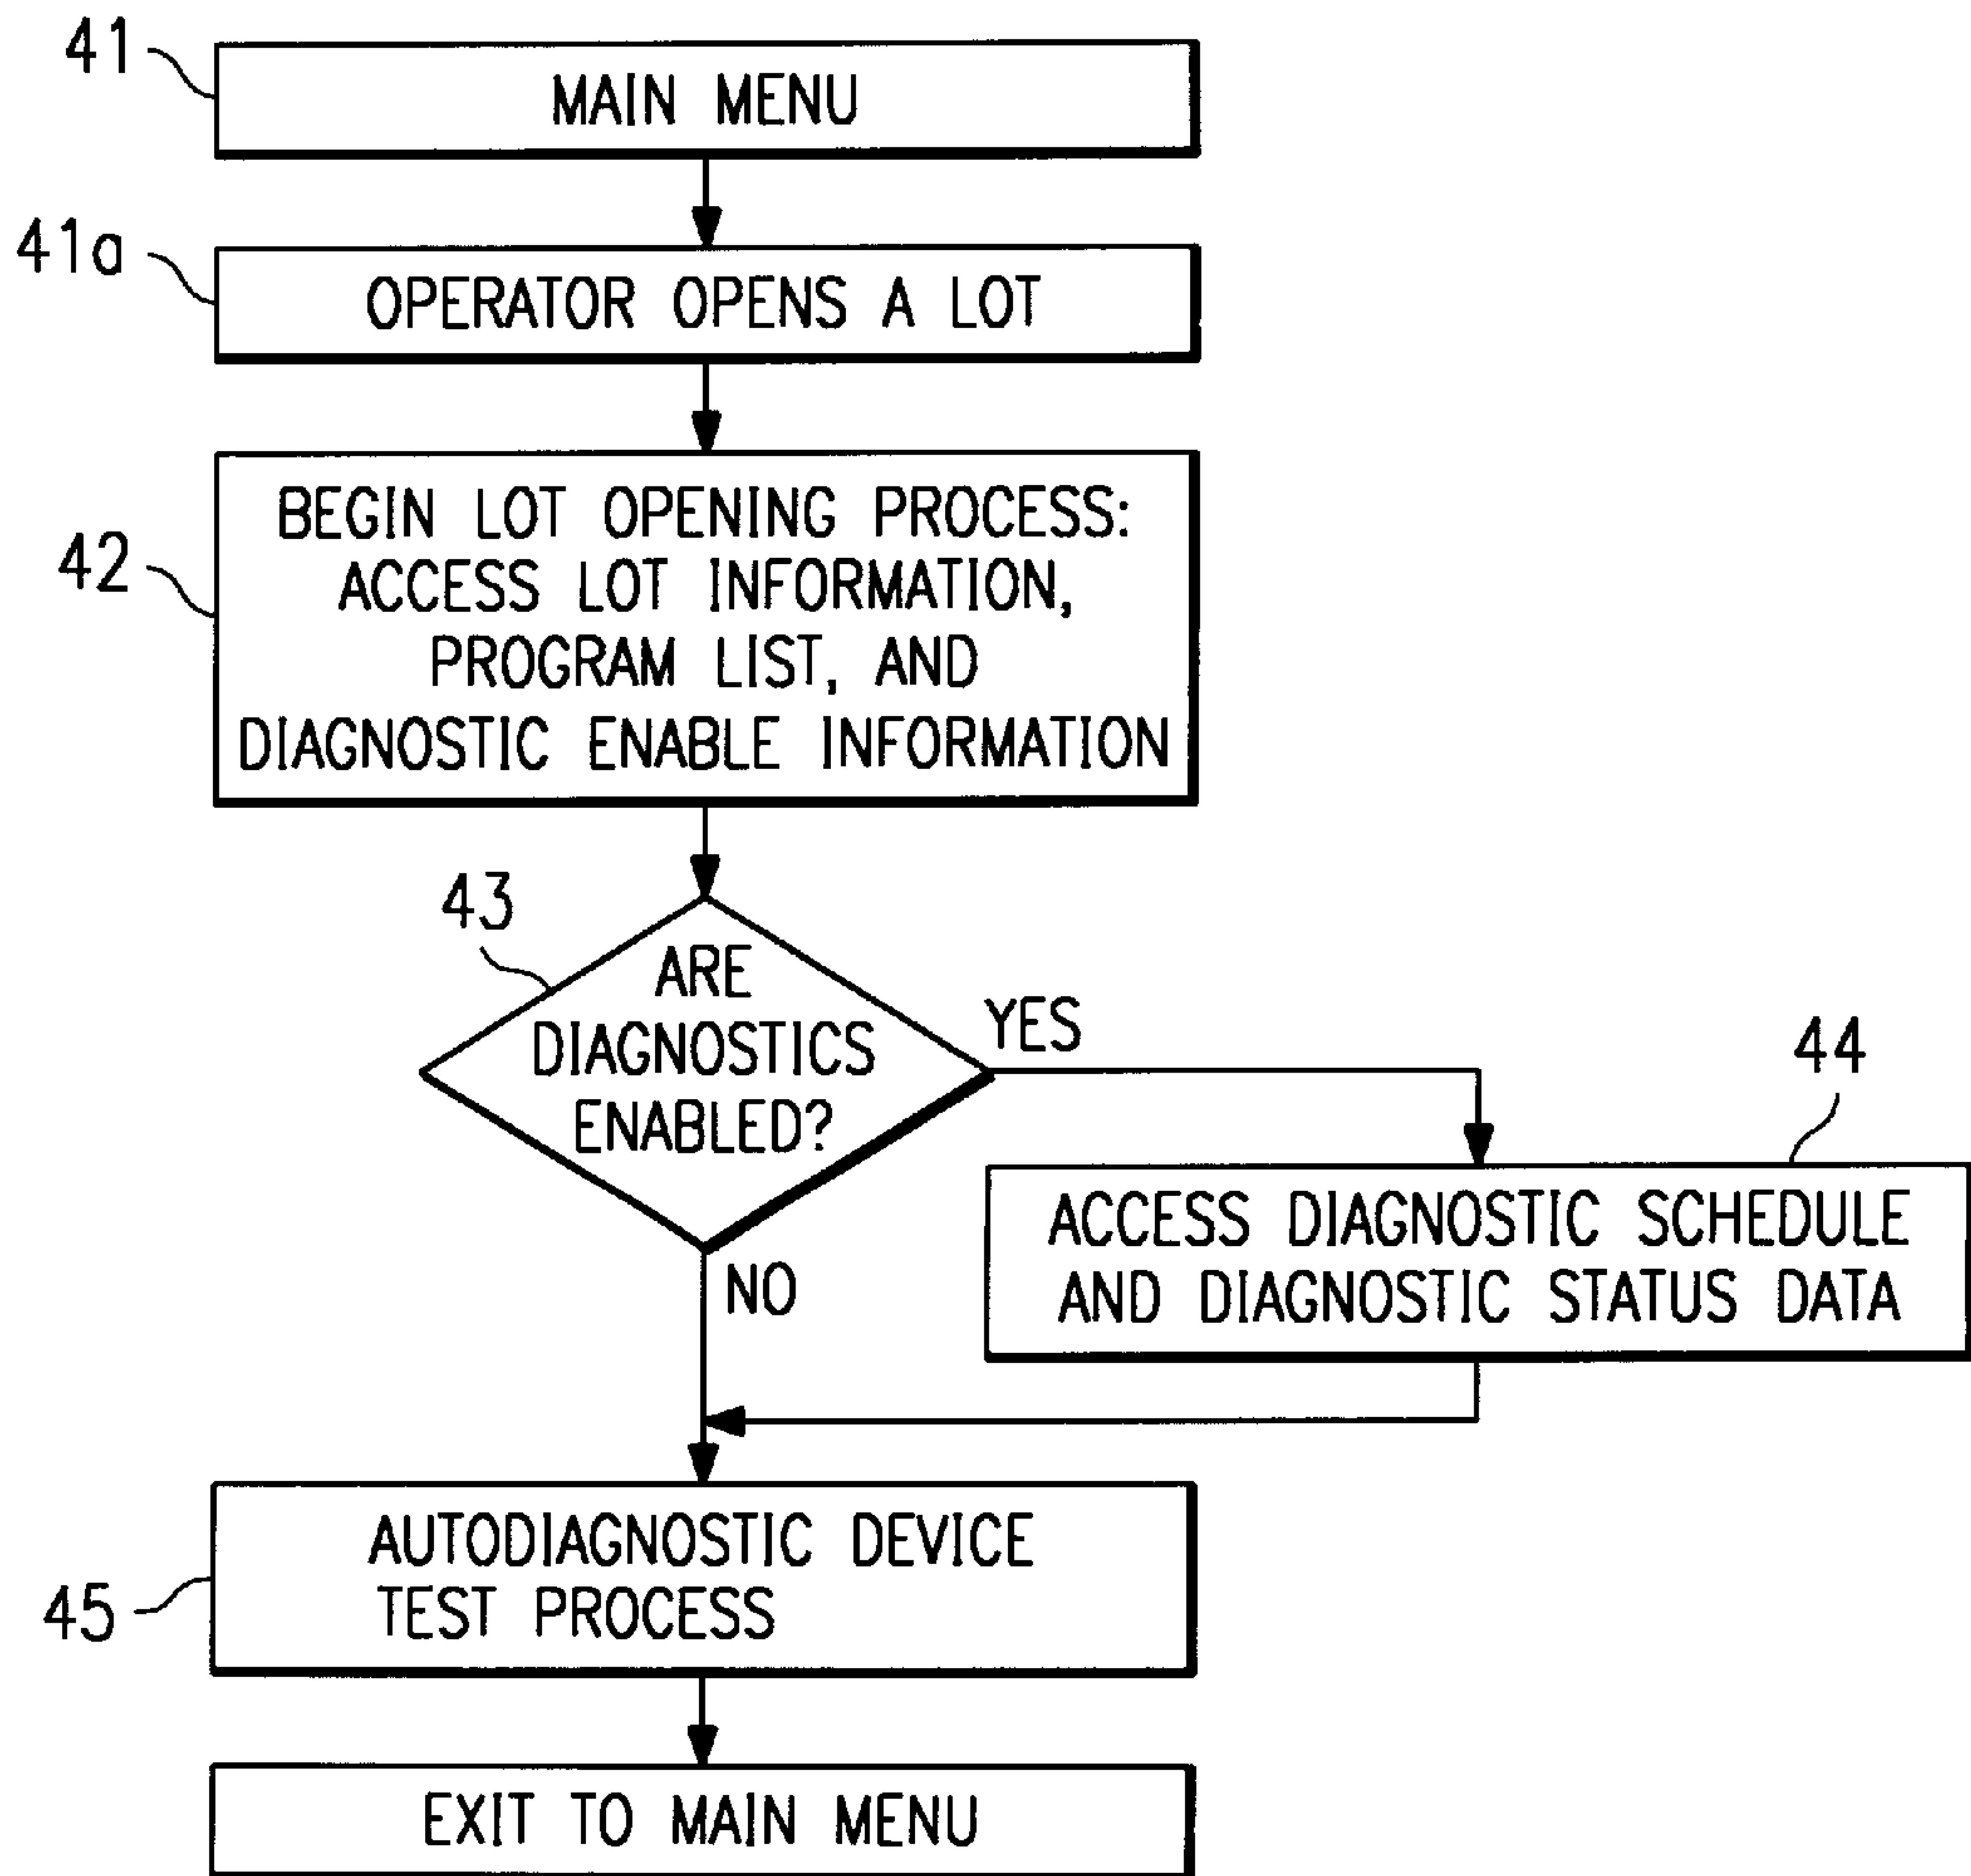 41
MAIN MENU
41a
OPERATOR OPENS A LOT
42
BEGIN LOT OPENING PROCESS:
ACCESS LOT INFORMATION,
PROGRAM LIST, AND
DIAGNOSTIC ENABLE INFORMATION
43
ARE
DIAGNOSTICS
ENABLED?
YES
NO
44
ACCESS DIAGNOSTIC SCHEDULE
AND DIAGNOSTIC STATUS DATA
45
AUTODIAGNOSTIC DEVICE
TEST PROCESS
EXIT TO MAIN MENU